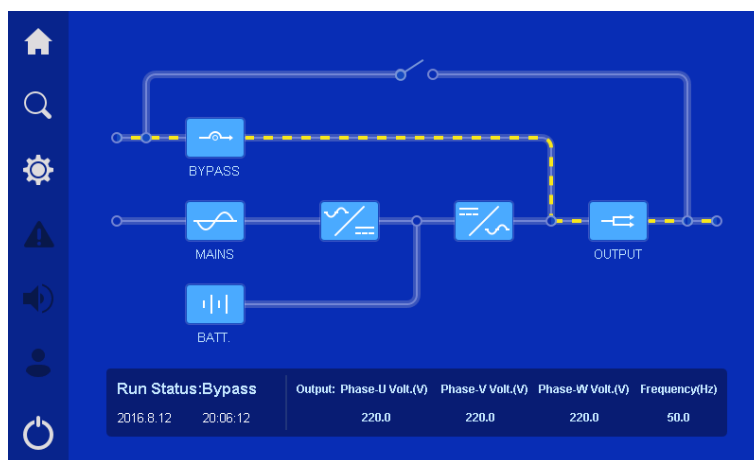 BYPASS
MAINS
OUTPUT
BATT.
Run Status:Bypass
Output: Phase-U Volt.(V) Phase-V Volt.(V) Phase-W Volt.(V) Frequency(Hz)
2016.8.12 20:06:12 220.0 220.0 220.0 50.0